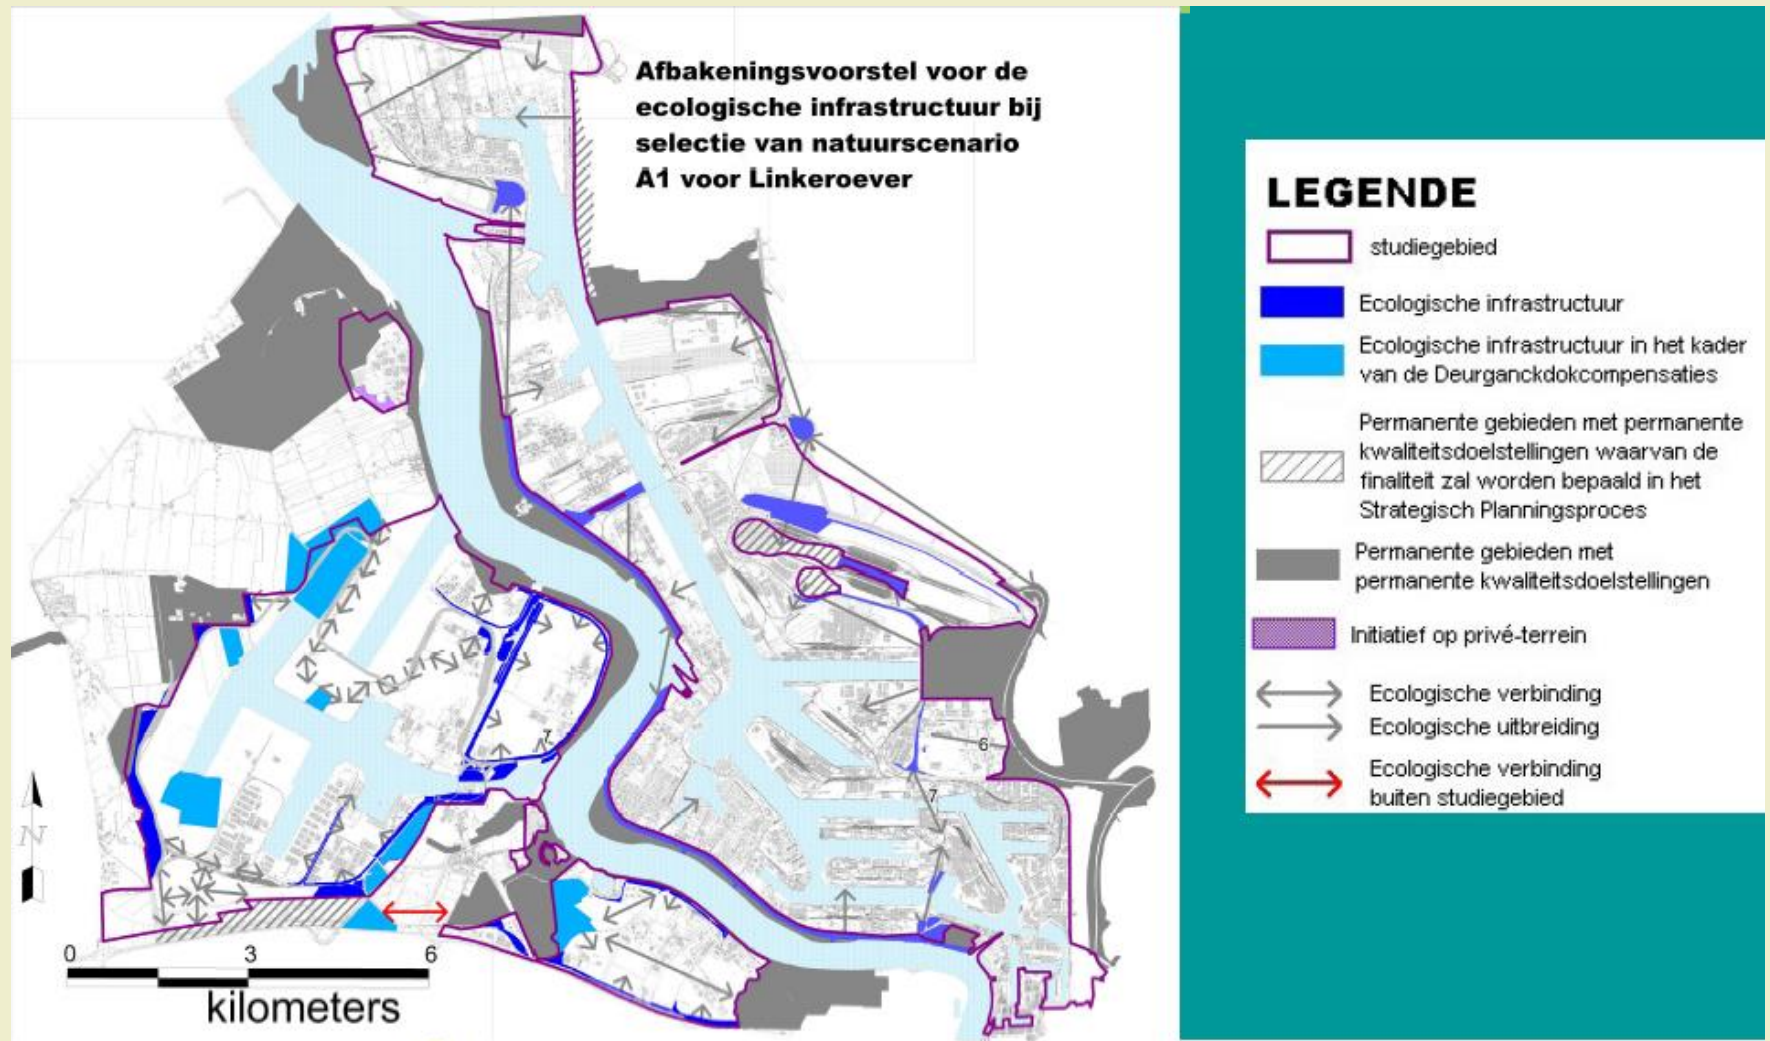 Afbakeningsvoorstel voor de
ecologische infrastructuur bij
selectie van natuurscenario
A1 voor Linkeroever
LEGENDE
studiegebied
Ecologische infrastructuur
Ecologische infrastructuur in het kader
van de Deurganckdokcompensaties
Permanente gebieden met permanente
kwaliteitsdoelstellingen waarvan de
finaliteit zal worden bepaald in het
Strategisch Planningsproces
Permanente gebieden met
permanente kwaliteitsdoelstellingen
Initiatief op privé-terrein
Ecologische verbinding
Ecologische uitbreiding
Ecologische verbinding
buiten studiegebied
7
6
7
N
0 3 6
kilometers